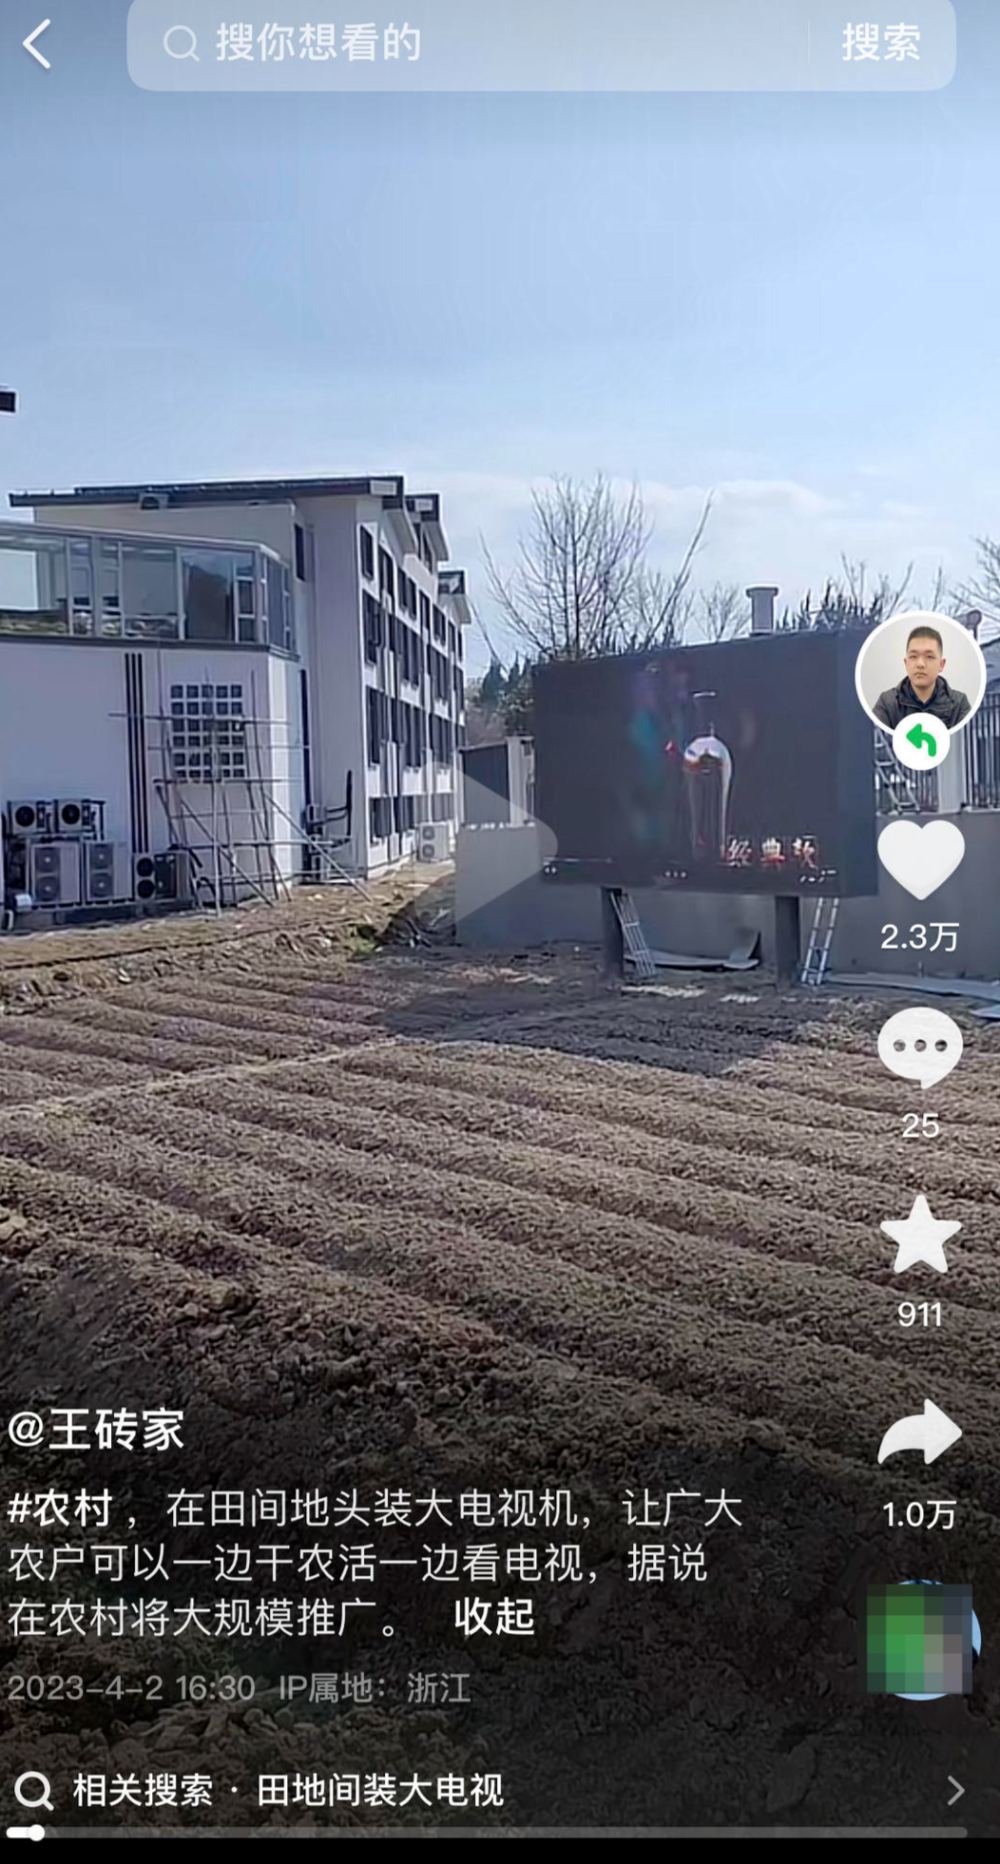 搜你想看的
搜索
经典款
2.3万
25
911
1.0万
@王砖家
#农村，在田间地头装大电视机，让广大
农户可以一边干农活一边看电视，据说
在农村将大规模推广。 收起
2023-4-2 16:30 IP属地：浙江
相关搜索 · 田地间装大电视